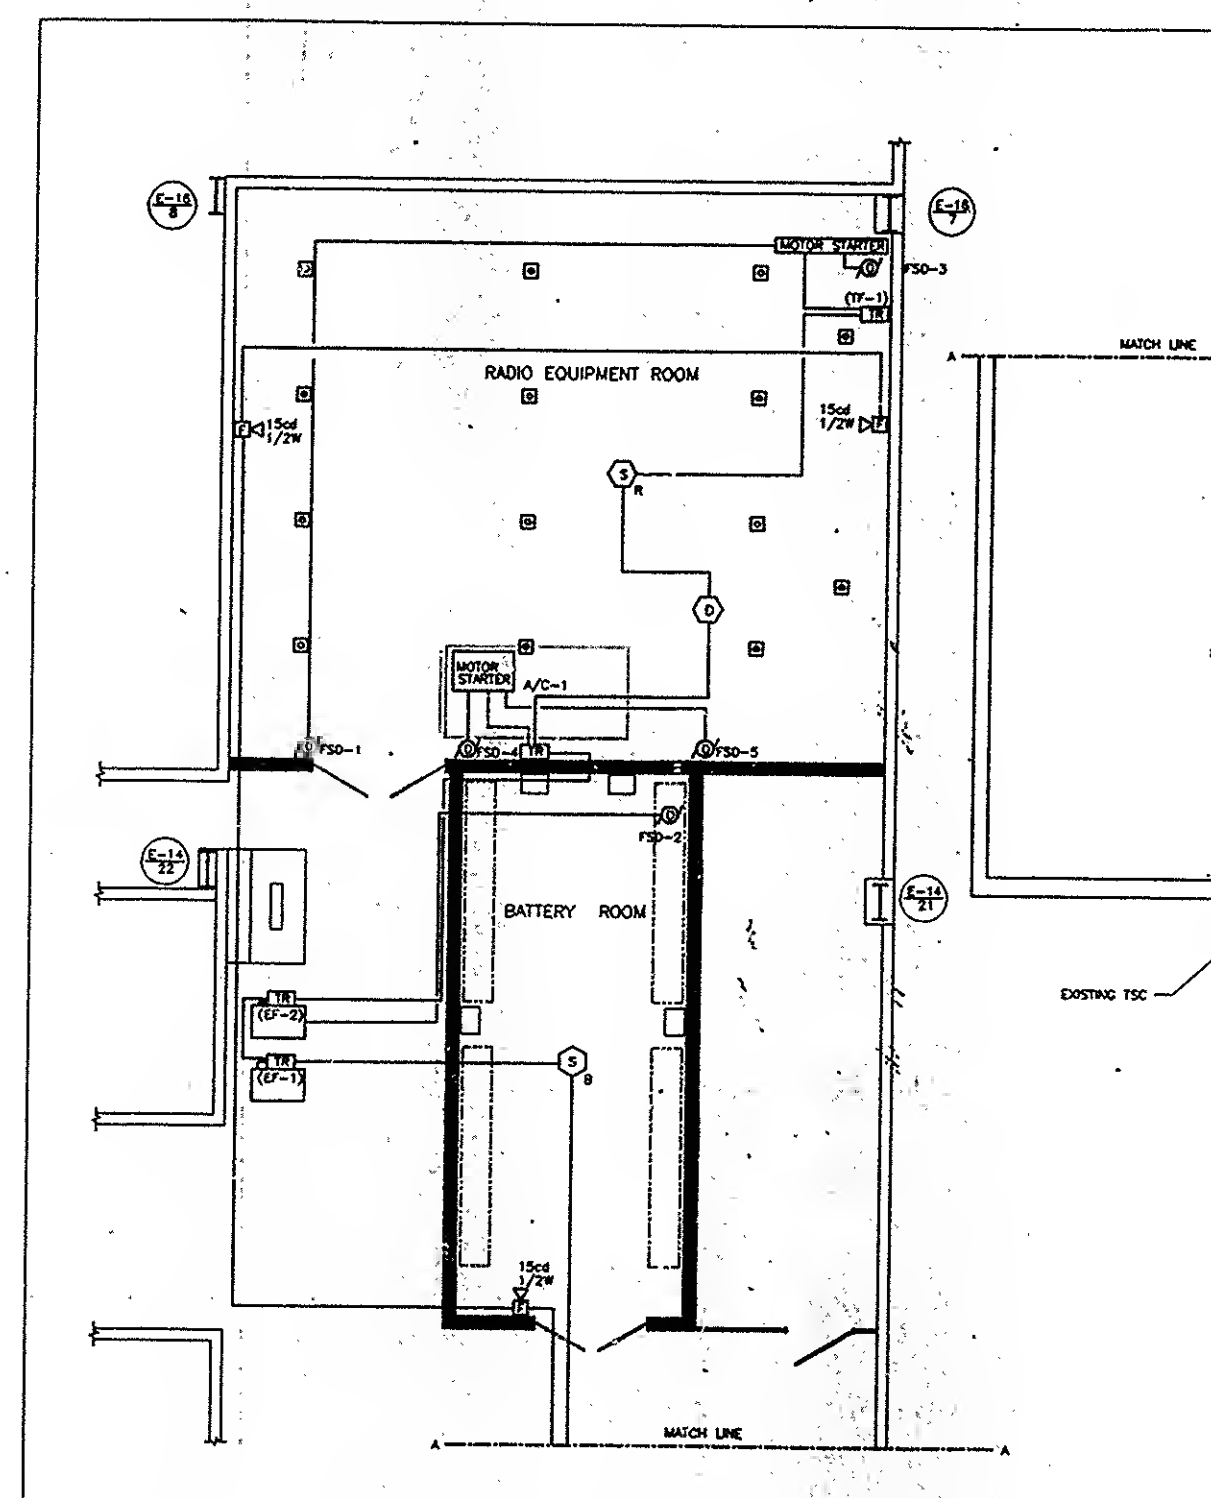 E-16
8
E-16
7
MOTOR STARTER
FSD-3
(TF-1)
TR
MATCH LINE
A
RADIO EQUIPMENT ROOM
15cd
1/2W
F
15cd
1/2W
F
S
R
D
MOTOR
STARTER
A/C-1
D
FSD-1
D
FSD-4
TR
D
FSD-5
D
FSD-2
E-14
22
E-14
21
BATTERY ROOM
EXISTING TSC
TR
(EF-2)
TR
(EF-1)
S
B
15cd
1/2W
F
MATCH LINE
A
A